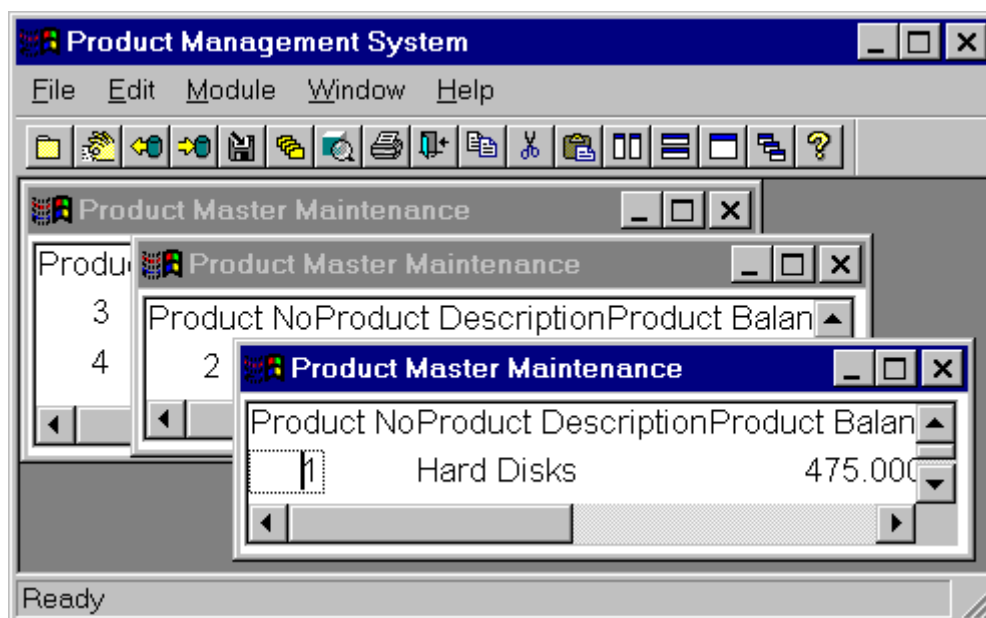 Product Management System
File Edit Module Window Help
Product Master Maintenance
Produ
3
4
Product Master Maintenance
Product NoProduct DescriptionProduct Balan
2
Product Master Maintenance
Product NoProduct DescriptionProduct Balan
1 Hard Disks 475.000
Ready